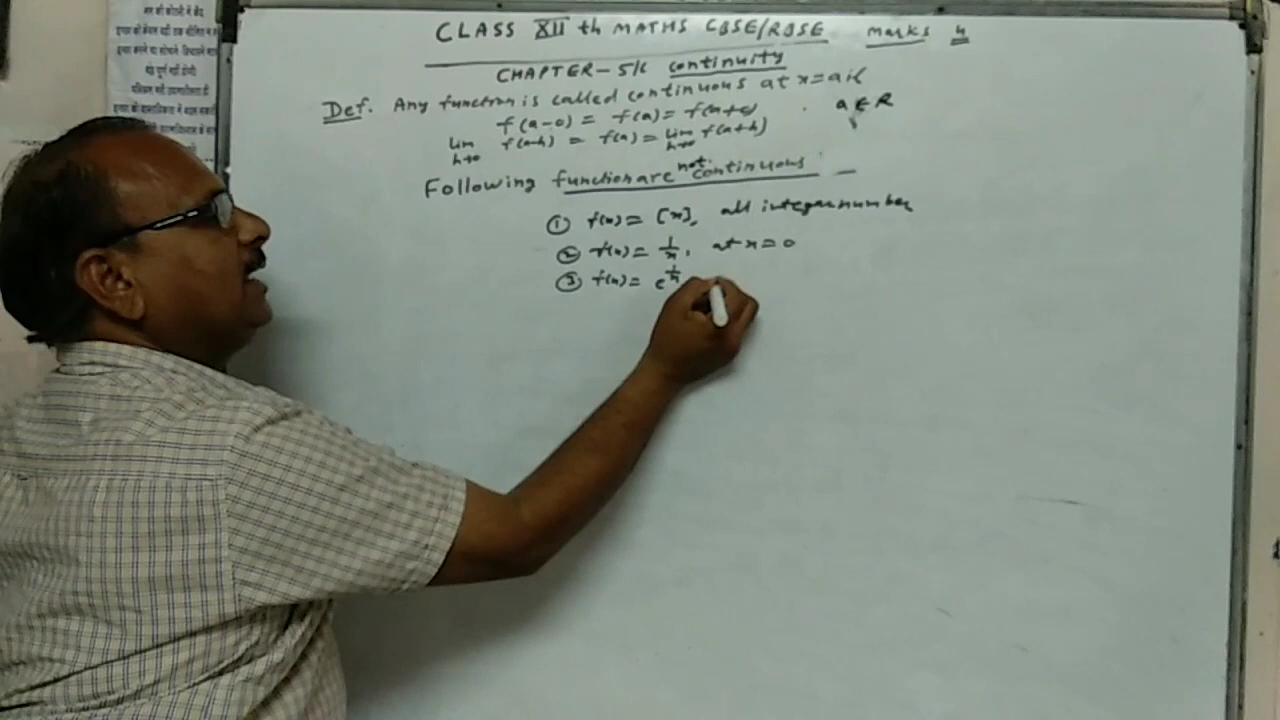 CLASS XII th MATHS CBSE/RBSE marks 4
CHAPTER-5/1 continuity
Def. Any function is called continuous at x=a if
f(a-0) = f(a) = f(a+0) a∈R
lim h→0 f(a-h) = f(a) = lim h→0 f(a+h)
Following function are not continuous
① f(x) = [x], all integer number
② f(x) = 1/x, at x=0
③ f(x) = e^1/x